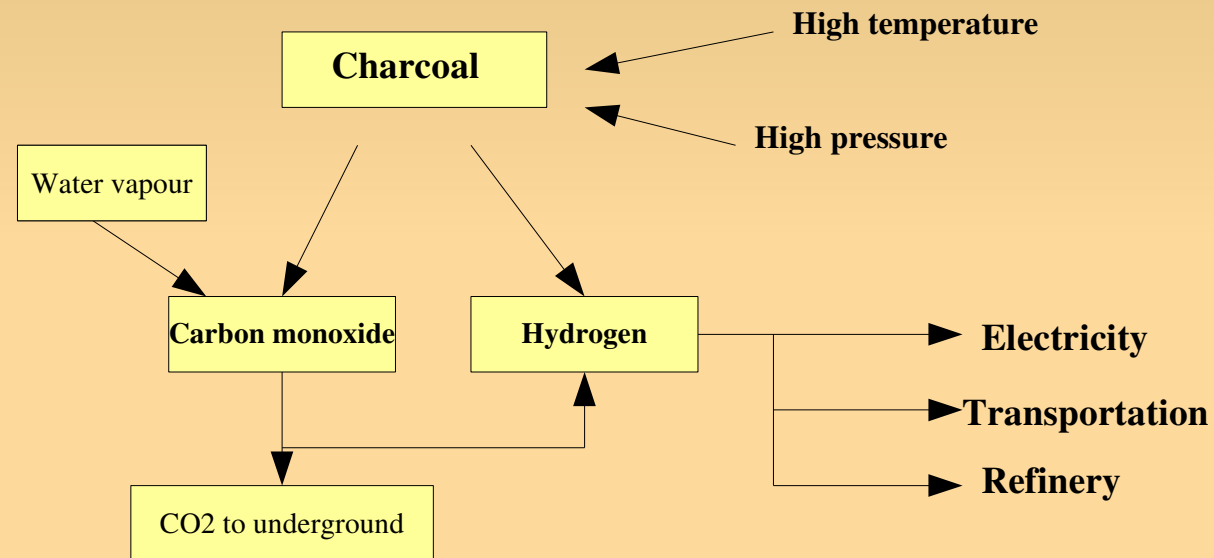 High temperature
Charcoal
High pressure
Water vapour
Carbon monoxide
Hydrogen
Electricity
Transportation
Refinery
CO2 to underground